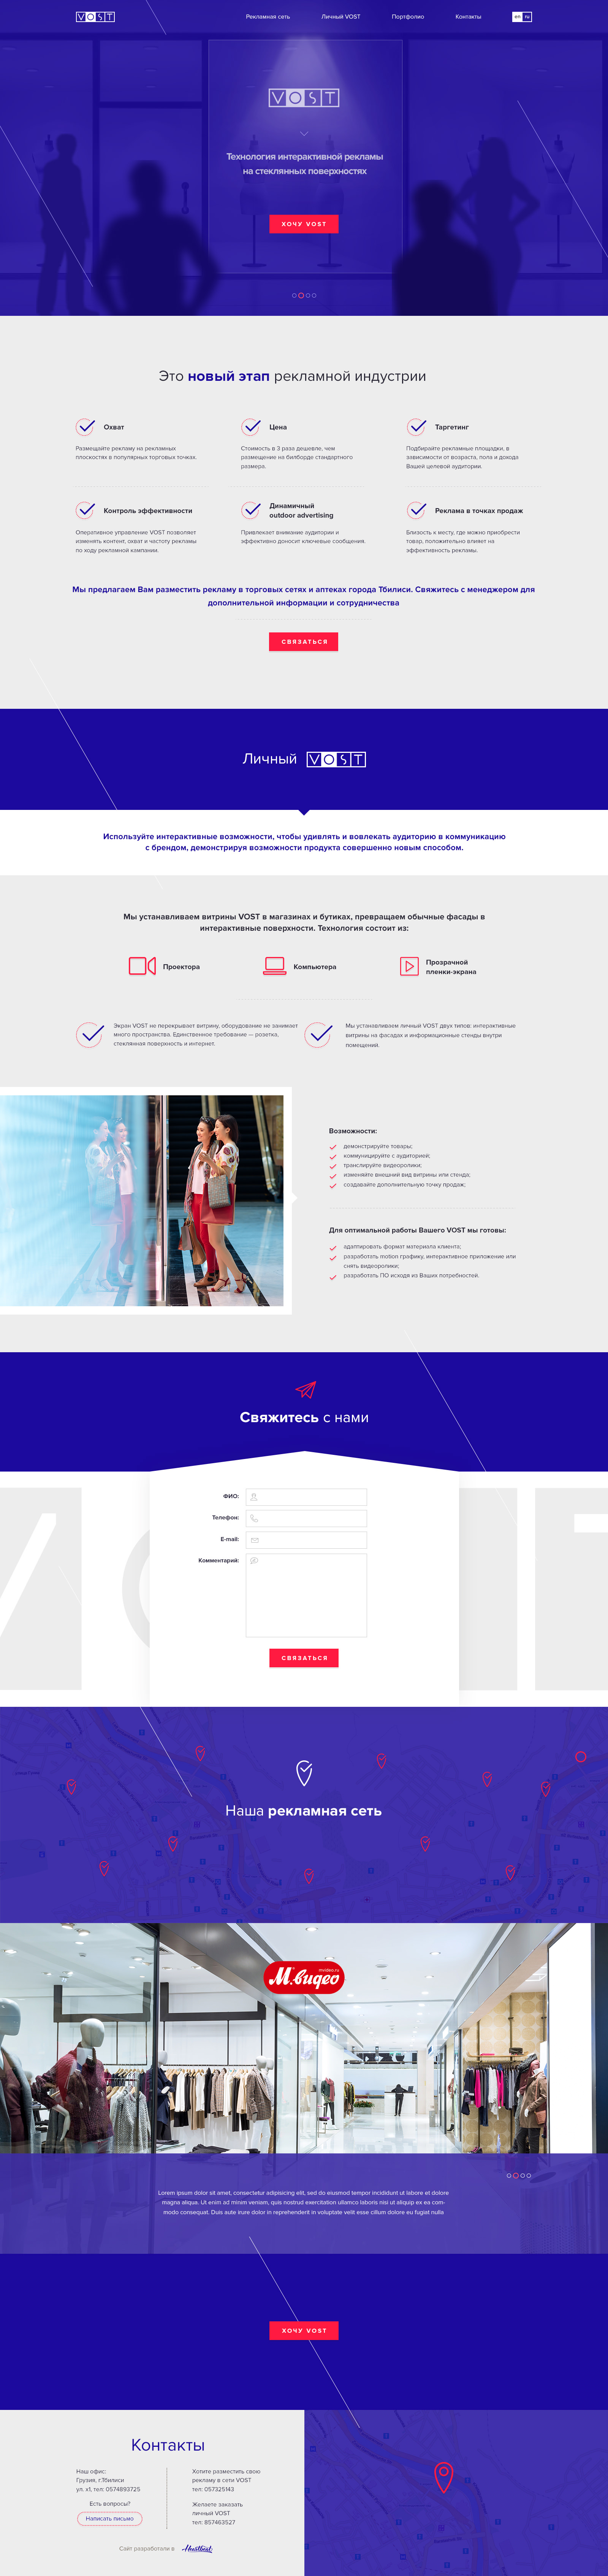 VOST
Рекламная сеть
Личный VOST
Портфолио
Контакты
en ru
VOST
Технология интерактивной рекламы
на стеклянных поверхностях
ХОЧУ VOST
Это новый этап рекламной индустрии
Охват
Размещайте рекламу на рекламных
плоскостях в популярных торговых точках.
Цена
Стоимость в 3 раза дешевле, чем
размещение на билборде стандартного
размера.
Таргетинг
Подбирайте рекламные площадки, в
зависимости от возраста, пола и дохода
Вашей целевой аудитории.
Контроль эффективности
Оперативное управление VOST позволяет
изменять контент, охват и частоту рекламы
по ходу рекламной кампании.
Динамичный
outdoor advertising
Привлекает внимание аудитории и
эффективно доносит ключевые сообщения.
Реклама в точках продаж
Близость к месту, где можно приобрести
товар, положительно влияет на
эффективность рекламы.
Мы предлагаем Вам разместить рекламу в торговых сетях и аптеках города Тбилиси. Свяжитесь с менеджером для
дополнительной информации и сотрудничества
СВЯЗАТЬСЯ
Личный VOST
Используйте интерактивные возможности, чтобы удивлять и вовлекать аудиторию в коммуникацию
с брендом, демонстрируя возможности продукта совершенно новым способом.
Мы устанавливаем витрины VOST в магазинах и бутиках, превращаем обычные фасады в
интерактивные поверхности. Технология состоит из:
Проектора
Компьютера
Прозрачной
пленки-экрана
Экран VOST не перекрывает витрину, оборудование не занимает
много пространства. Единственное требование — розетка,
стеклянная поверхность и интернет.
Мы устанавливаем личный VOST двух типов: интерактивные
витрины на фасадах и информационные стенды внутри
помещений.
Возможности:
демонстрируйте товары;
коммуницируйте с аудиторией;
транслируйте видеоролики;
изменяйте внешний вид витрины или стенда;
создавайте дополнительную точку продаж;
Для оптимальной работы Вашего VOST мы готовы:
адаптировать формат материала клиента;
разработать motion графику, интерактивное приложение или
снять видеоролики;
разработать ПО исходя из Ваших потребностей.
Свяжитесь с нами
ФИО:
Телефон:
E-mail:
Комментарий:
СВЯЗАТЬСЯ
Наша рекламная сеть
mvideo.ru
М.видео
Lorem ipsum dolor sit amet, consectetur adipisicing elit, sed do eiusmod tempor incididunt ut labore et dolore
magna aliqua. Ut enim ad minim veniam, quis nostrud exercitation ullamco laboris nisi ut aliquip ex ea com-
modo consequat. Duis aute irure dolor in reprehenderit in voluptate velit esse cillum dolore eu fugiat nulla
ХОЧУ VOST
Контакты
Наш офис:
Грузия, г.Тбилиси
ул. x1, тел: 0574893725
Есть вопросы?
Написать письмо
Хотите разместить свою
рекламу в сети VOST
тел: 057325143
Желаете заказать
личный VOST
тел: 857463527
Сайт разработали в